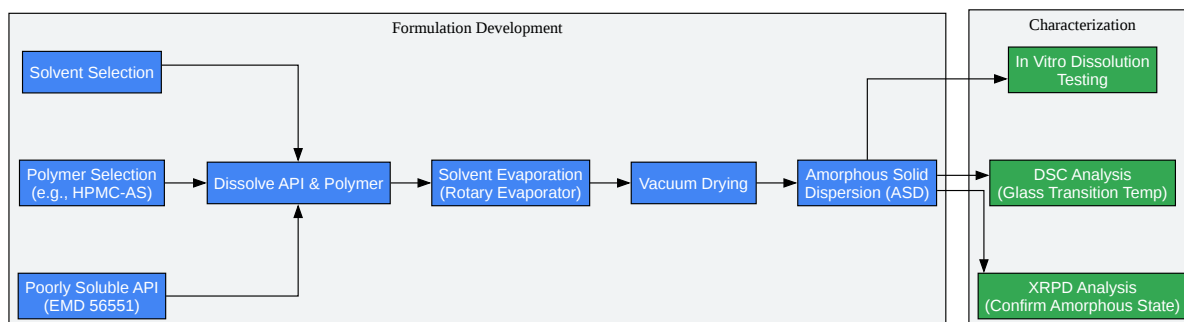 Formulation Development
Solvent Selection
Polymer Selection
(e.g., HPMC-AS)
Poorly Soluble API
(EMD 56551)
Dissolve API & Polymer
Solvent Evaporation
(Rotary Evaporator)
Vacuum Drying
Amorphous Solid
Dispersion (ASD)
Characterization
In Vitro Dissolution
Testing
DSC Analysis
(Glass Transition Temp)
XRPD Analysis
(Confirm Amorphous State)